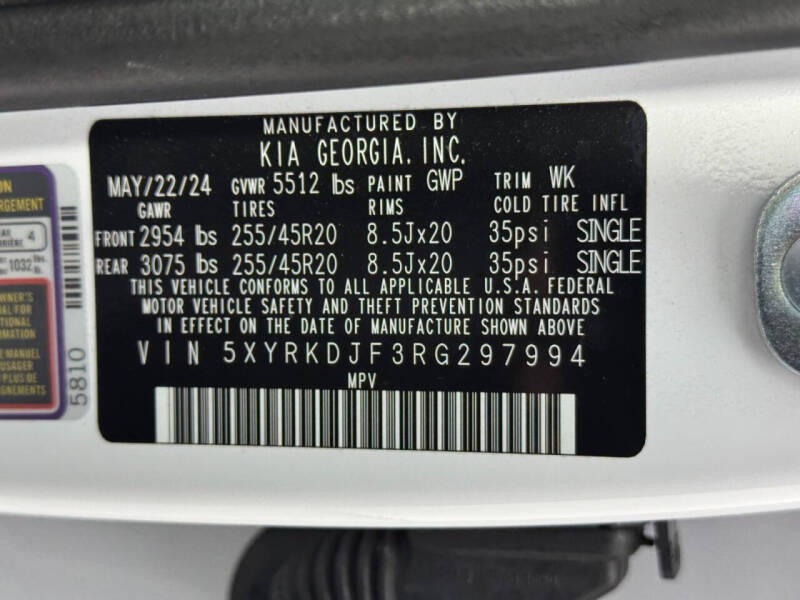 MANUFACTURED BY
KIA GEORGIA, INC.
MAY/22/24 GVWR 5512 lbs PAINT GWP TRIM WK
GAWR TIRES RIMS COLD TIRE INFL
FRONT 2954 lbs 255/45R20 8.5Jx20 35psi SINGLE
REAR 3075 lbs 255/45R20 8.5Jx20 35psi SINGLE
THIS VEHICLE CONFORMS TO ALL APPLICABLE U.S.A. FEDERAL
MOTOR VEHICLE SAFETY AND THEFT PREVENTION STANDARDS
IN EFFECT ON THE DATE OF MANUFACTURE SHOWN ABOVE.
VIN 5XYRKDJF3RG297994
MPV
5810
4
1032 lbs.